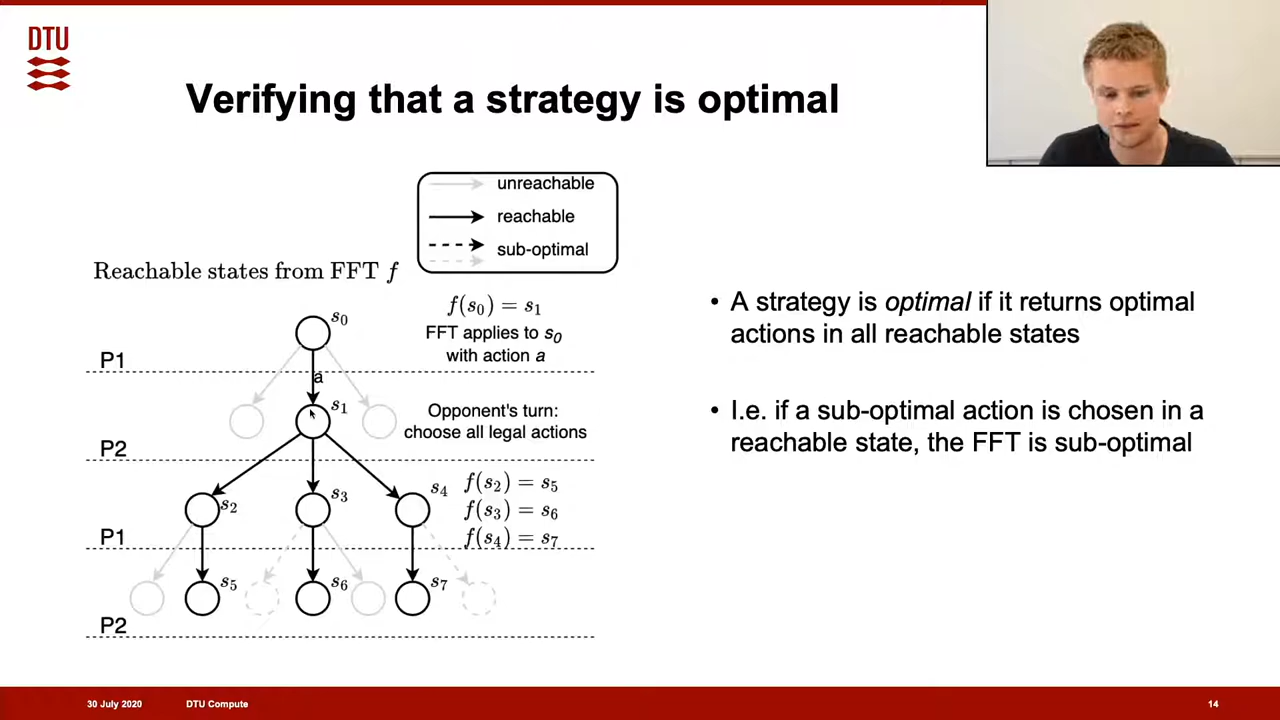 DTU
Verifying that a strategy is optimal
unreachable
reachable
sub-optimal
Reachable states from FFT f
f(s₀) = s₁
FFT applies to s₀
with action a
s₀
P1
a
s₁
Opponent's turn:
choose all legal actions
P2
s₂
s₃
s₄
f(s₂) = s₅
f(s₃) = s₆
f(s₄) = s₇
P1
s₅
s₆
s₇
P2
• A strategy is optimal if it returns optimal
actions in all reachable states
• I.e. if a sub-optimal action is chosen in a
reachable state, the FFT is sub-optimal
30 July 2020
DTU Compute
14